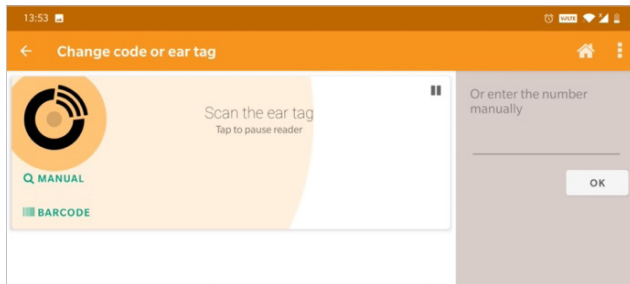 13:53
VoLTE
Change code or ear tag
Scan the ear tag
Tap to pause reader
MANUAL
BARCODE
Or enter the number
manually
OK